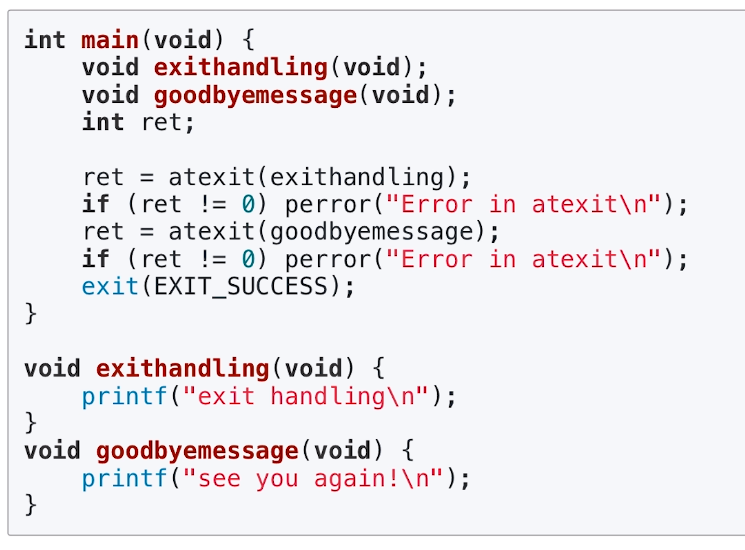 int main(void) {
    void exithandling(void);
    void goodbyemessage(void);
    int ret;

    ret = atexit(exithandling);
    if (ret != 0) perror("Error in atexit\n");
    ret = atexit(goodbyemessage);
    if (ret != 0) perror("Error in atexit\n");
    exit(EXIT_SUCCESS);
}

void exithandling(void) {
    printf("exit handling\n");
}
void goodbyemessage(void) {
    printf("see you again!\n");
}